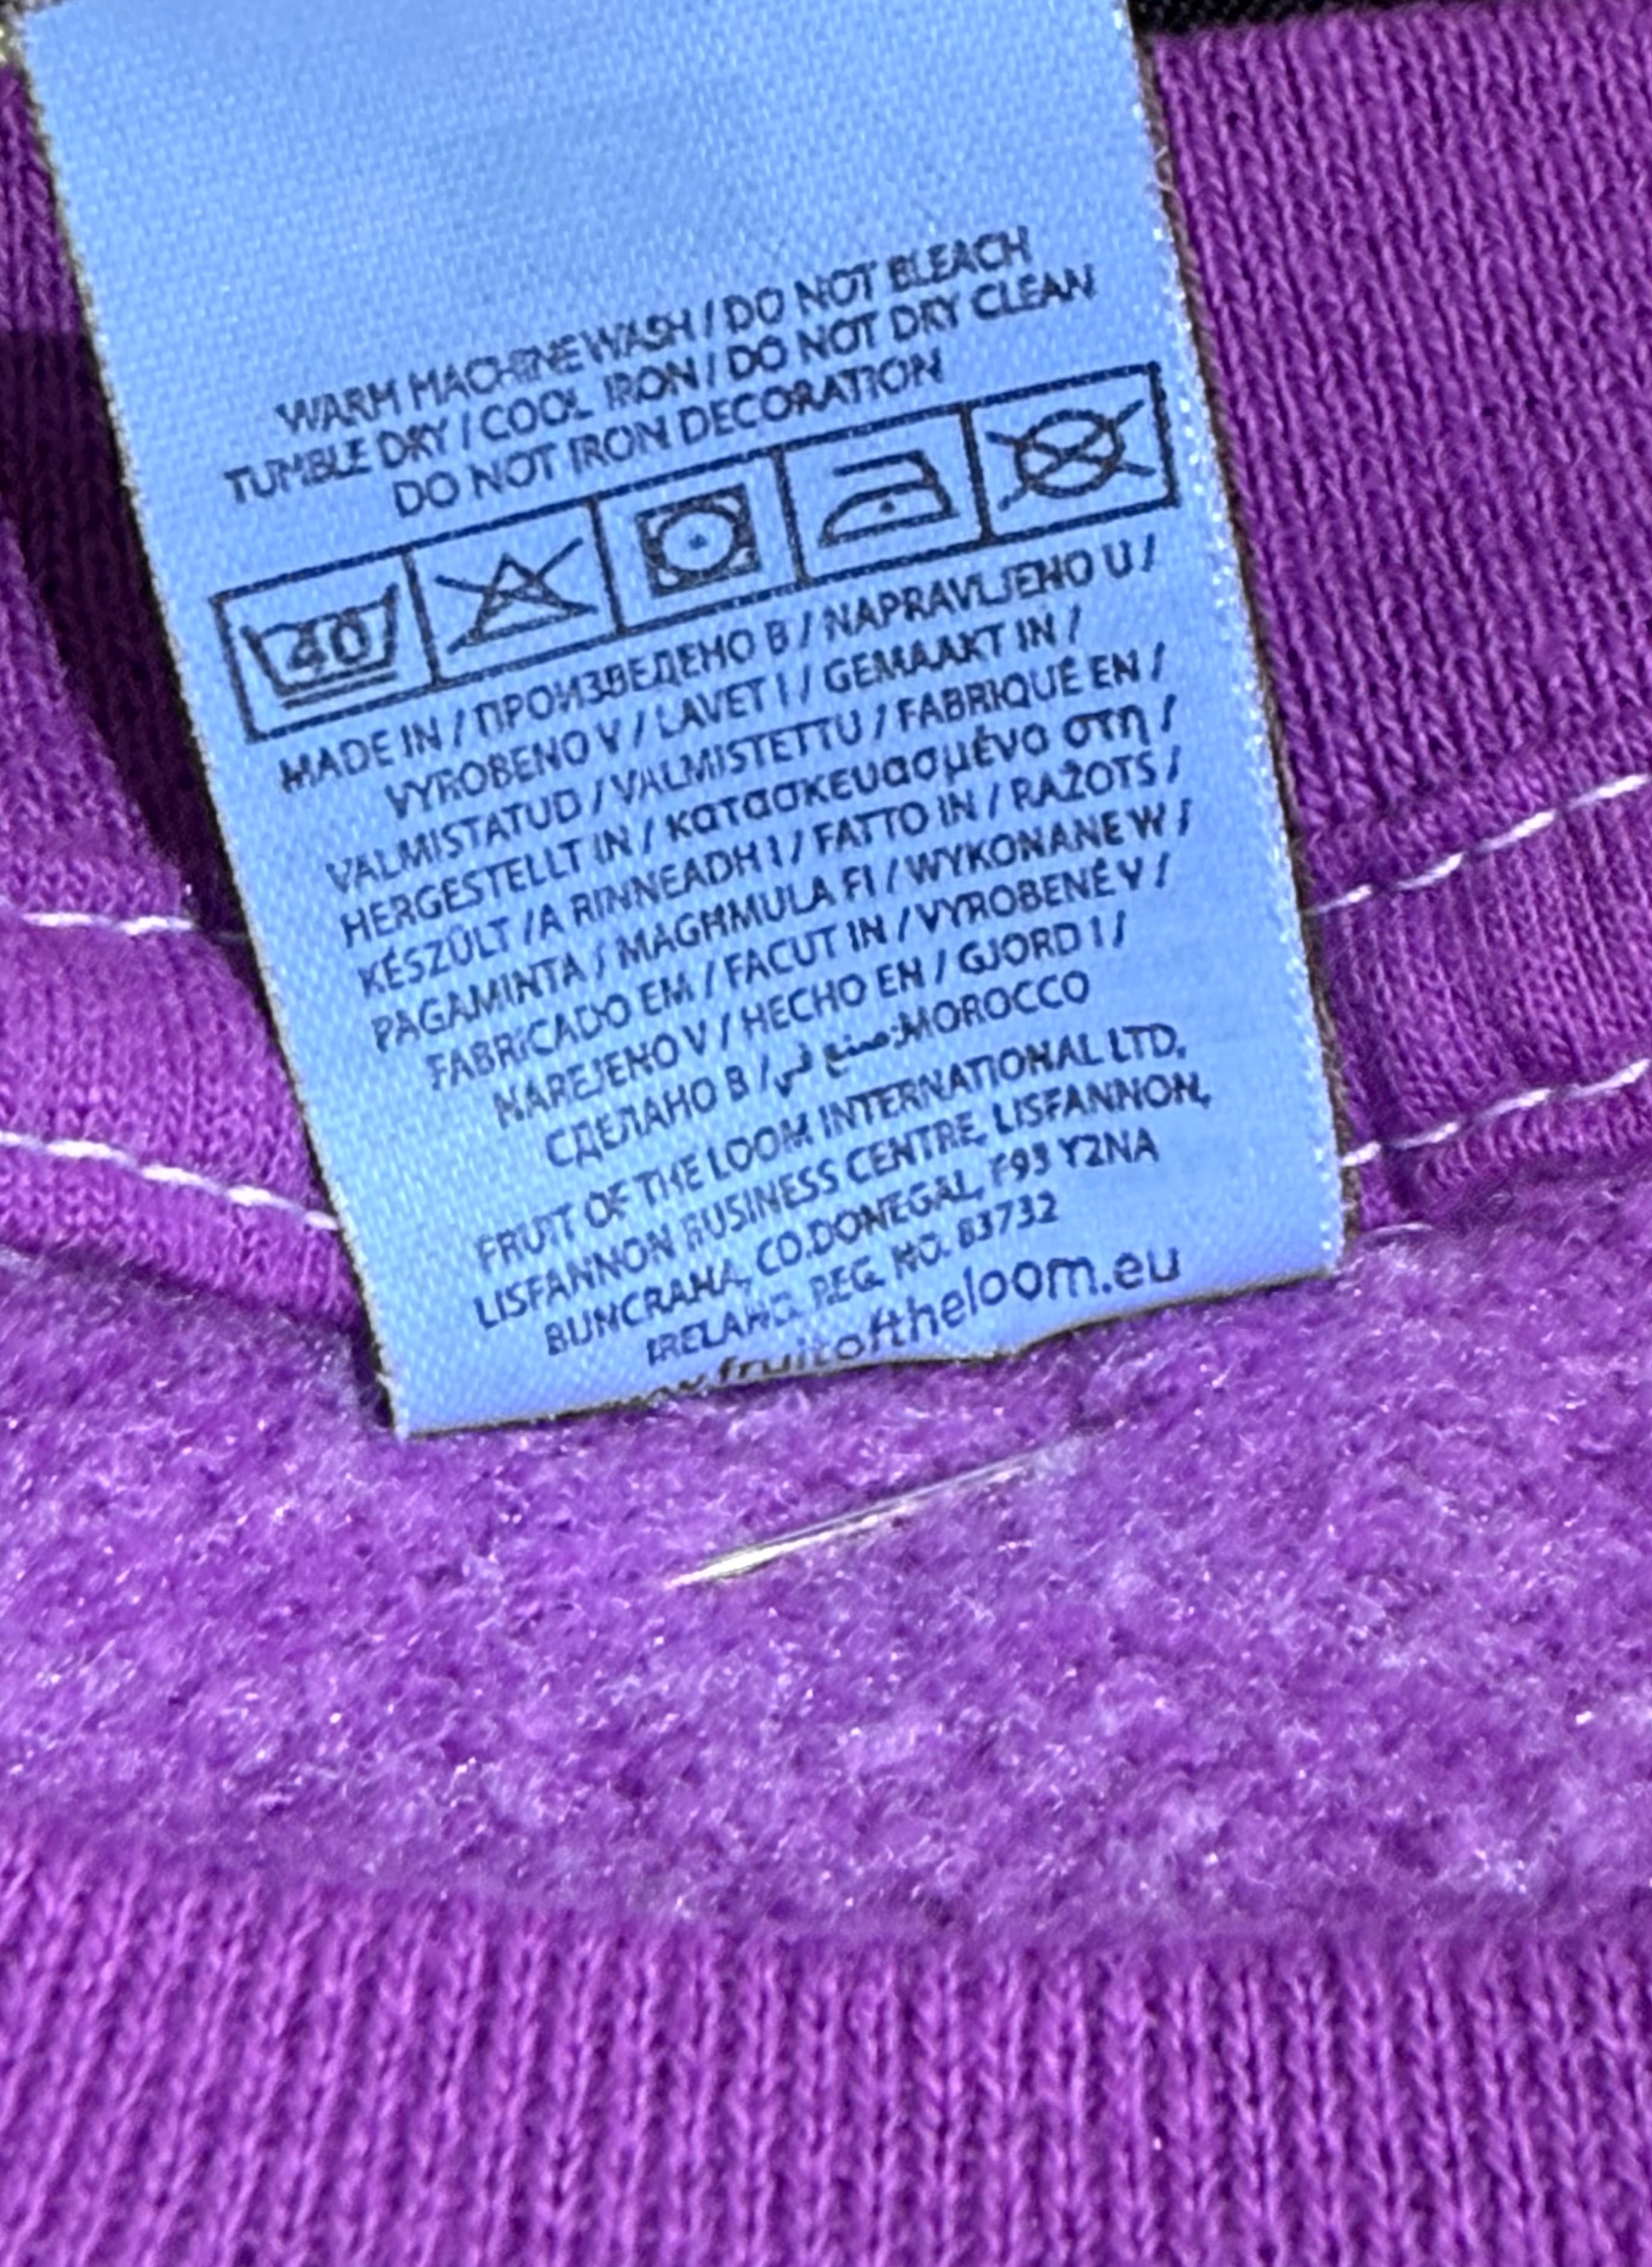 WARM MACHINE WASH / DO NOT BLEACH
TUMBLE DRY / COOL IRON / DO NOT DRY CLEAN
DO NOT IRON DECORATION
40
MADE IN / ПРОИЗВЕДЕНО В / NAPRAVLJENO U /
VYROBENO V / LAVET I / GEMAAKT IN /
VALMISTATUD / VALMISTETTU / FABRIQUÉ EN /
HERGESTELLT IN / κατασκευασμένο στη /
KÉSZÜLT / A RINNEADH I / FATTO IN / RAŽOTS /
PAGAMINTA / MAGHMULA FI / WYKONANE W /
FABRICADO EM / FACUT IN / VYROBENÉ V /
NAREJENO V / HECHO EN / GJORD I /
СДЕЛАНО В / صنع في: MOROCCO
FRUIT OF THE LOOM INTERNATIONAL LTD,
LISFANNON BUSINESS CENTRE, LISFANNON,
BUNCRANA, CO.DONEGAL, F93 Y2NA
IRELAND. REG. NO. 83732
fruitoftheloom.eu